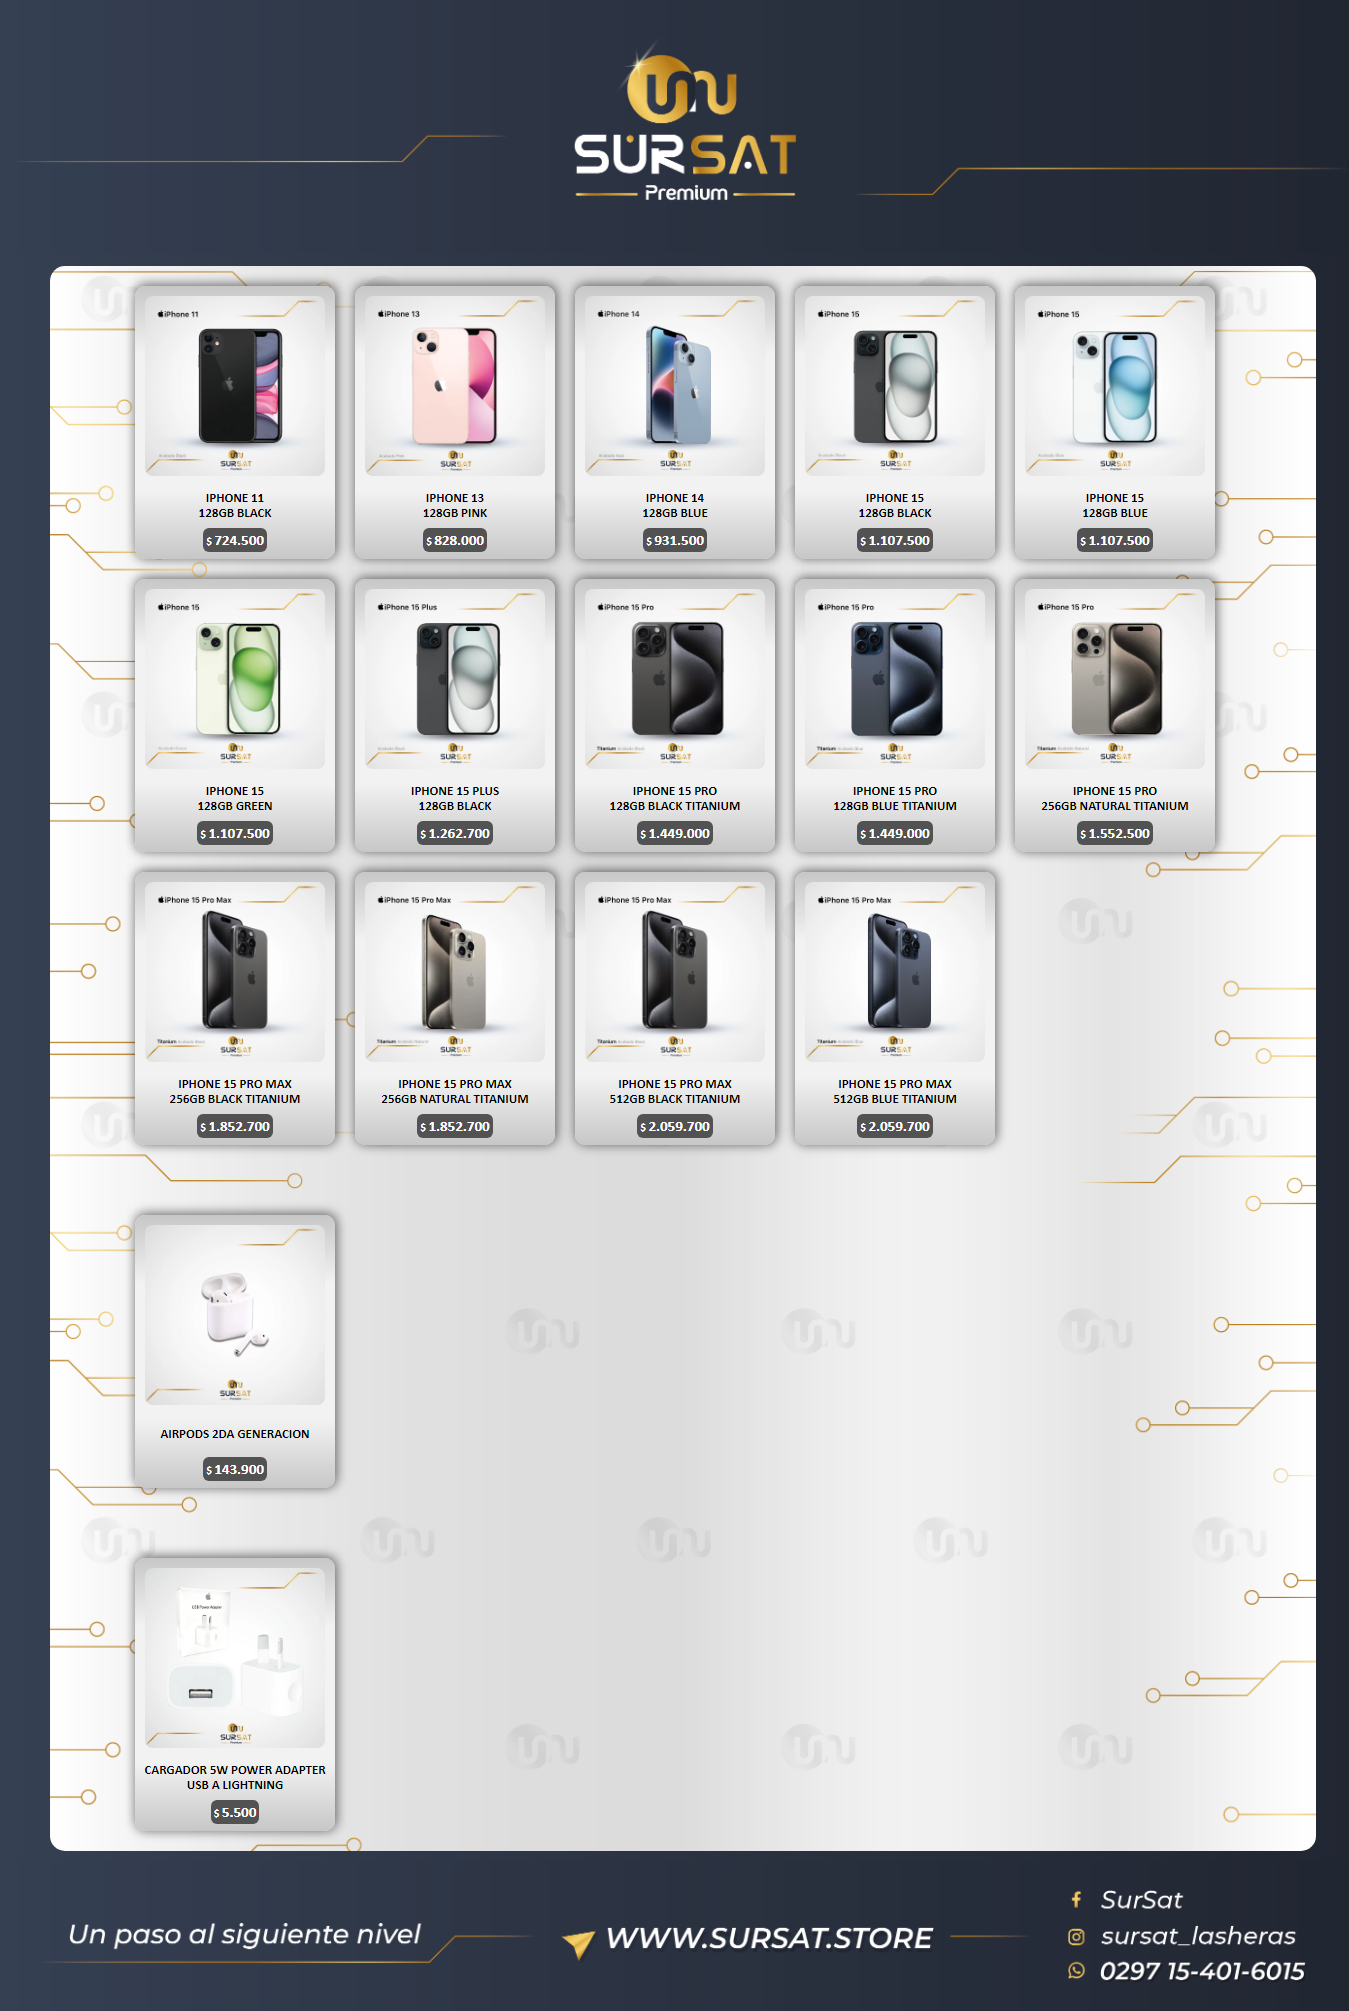 SURSAT
Premium
iPhone 11
IPHONE 11
128GB BLACK
$ 724.500
iPhone 13
IPHONE 13
128GB PINK
$ 828.000
iPhone 14
IPHONE 14
128GB BLUE
$ 931.500
iPhone 15
IPHONE 15
128GB BLACK
$ 1.107.500
iPhone 15
IPHONE 15
128GB BLUE
$ 1.107.500
iPhone 15
IPHONE 15
128GB GREEN
$ 1.107.500
iPhone 15 Plus
IPHONE 15 PLUS
128GB BLACK
$ 1.262.700
iPhone 15 Pro
IPHONE 15 PRO
128GB BLACK TITANIUM
$ 1.449.000
iPhone 15 Pro
IPHONE 15 PRO
128GB BLUE TITANIUM
$ 1.449.000
iPhone 15 Pro
IPHONE 15 PRO
256GB NATURAL TITANIUM
$ 1.552.500
iPhone 15 Pro Max
IPHONE 15 PRO MAX
256GB BLACK TITANIUM
$ 1.852.700
iPhone 15 Pro Max
IPHONE 15 PRO MAX
256GB NATURAL TITANIUM
$ 1.852.700
iPhone 15 Pro Max
IPHONE 15 PRO MAX
512GB BLACK TITANIUM
$ 2.059.700
iPhone 15 Pro Max
IPHONE 15 PRO MAX
512GB BLUE TITANIUM
$ 2.059.700
SURSAT
AIRPODS 2DA GENERACION
$ 143.900
USB Power Adapter
SURSAT
CARGADOR 5W POWER ADAPTER
USB A LIGHTNING
$ 5.500
Un paso al siguiente nivel
WWW.SURSAT.STORE
SurSat
sursat_lasheras
0297 15-401-6015